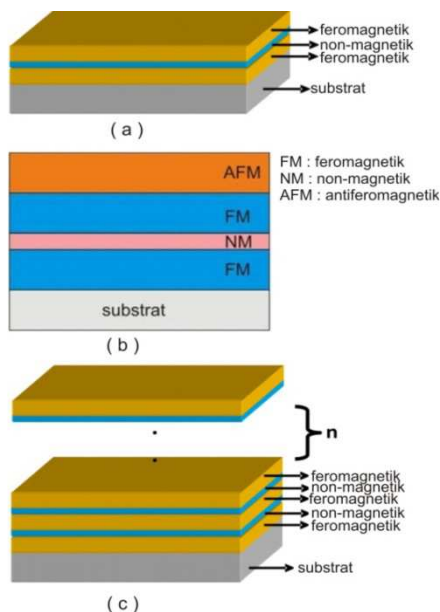 feromagnetik
non-magnetik
feromagnetik
substrat
( a )
AFM
FM
NM
FM
substrat
FM : feromagnetik
NM : non-magnetik
AFM : antiferomagnetik
( b )
n
feromagnetik
non-magnetik
feromagnetik
non-magnetik
feromagnetik
substrat
( c )